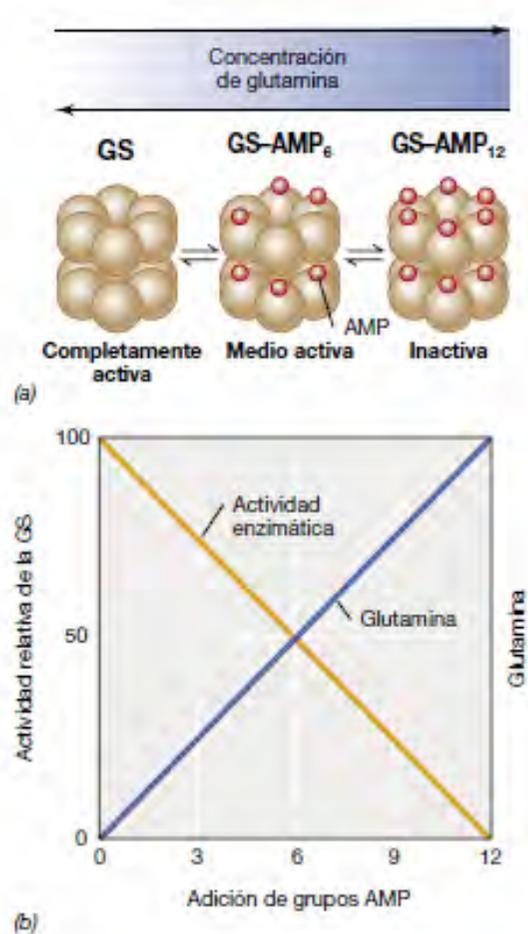 Concentración
de glutamina
GS
GS–AMP₆
GS–AMP₁₂
AMP
Completamente
activa
Medio activa
Inactiva
(a)
100
50
0
Actividad relativa de la GS
Actividad
enzimática
Glutamina
Glutamina
0 3 6 9 12
Adición de grupos AMP
(b)